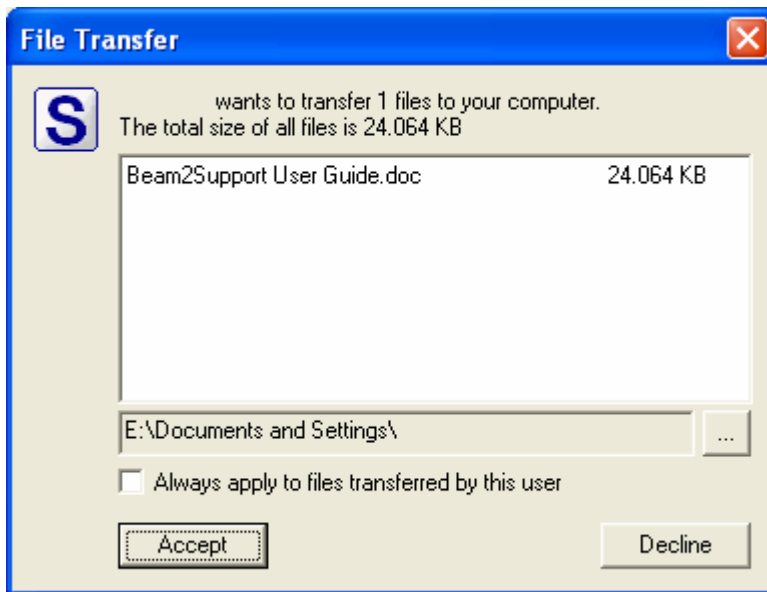 File Transfer
S
wants to transfer 1 files to your computer.
The total size of all files is 24.064 KB
Beam2Support User Guide.doc 24.064 KB
E:\Documents and Settings\
...
Always apply to files transferred by this user
Accept Decline